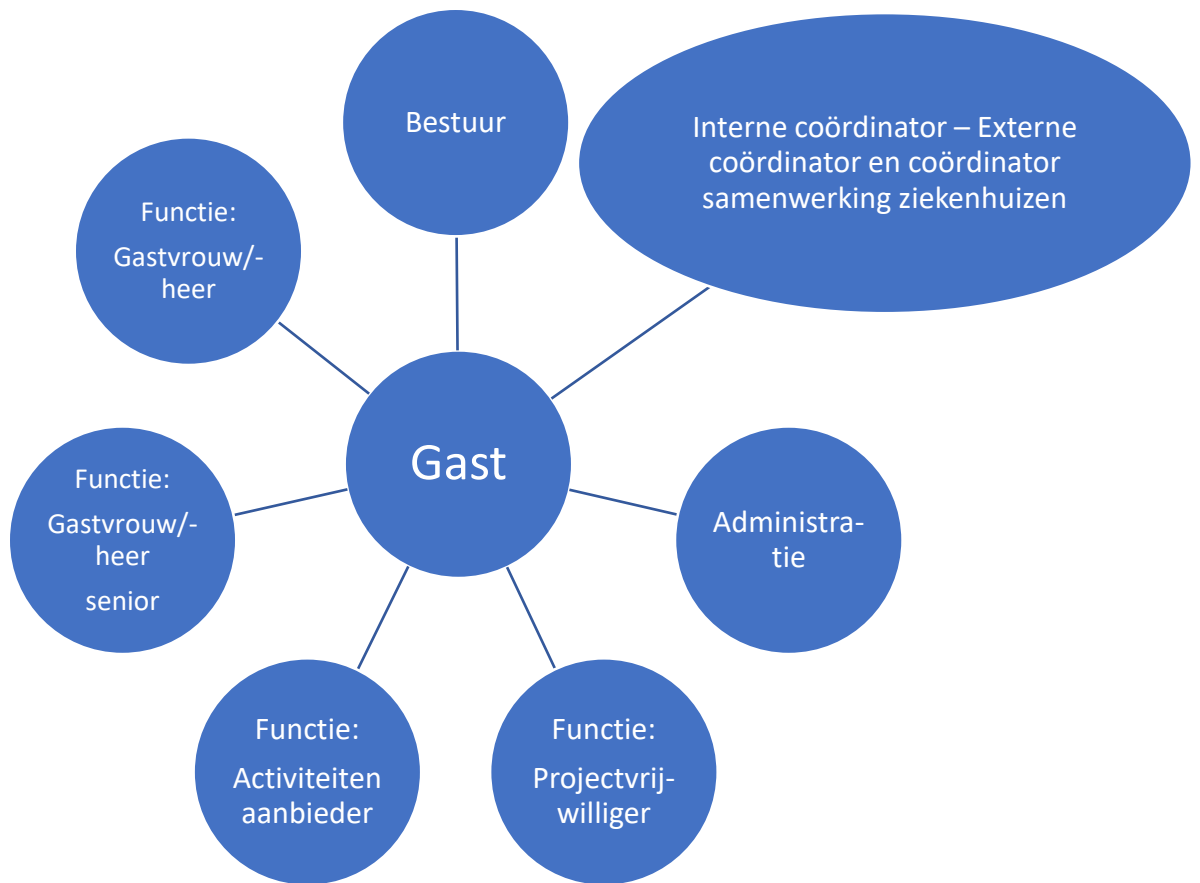 Bestuur
Interne coördinator – Externe
coördinator en coördinator
samenwerking ziekenhuizen
Functie:
Gastvrouw/-
heer
Gast
Functie:
Gastvrouw/-
heer
senior
Administra-
tie
Functie:
Activiteiten
aanbieder
Functie:
Projectvrij-
williger